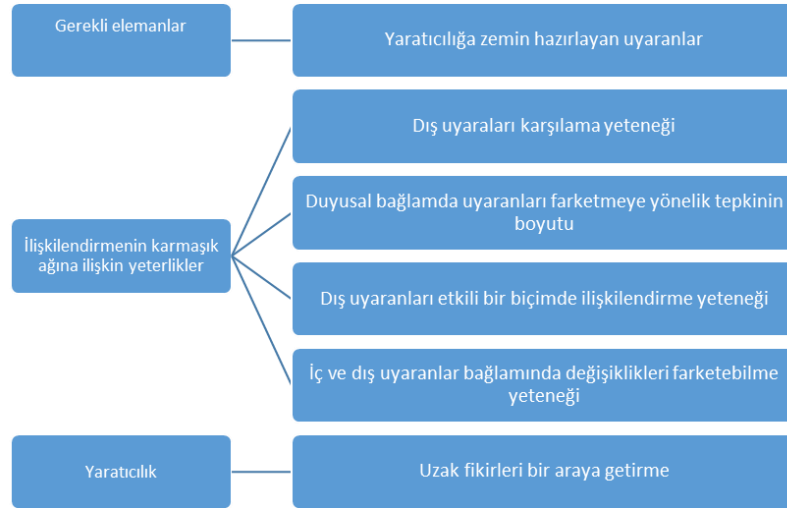 Gerekli elemanlar
Yaratıcılığa zemin hazırlayan uyaranlar
Dış uyaraları karşılama yeteneği
Duyusal bağlamda uyaranları farketmeye yönelik tepkinin
boyutu
İlişkilendirmenin karmaşık
ağına ilişkin yeterlikler
Dış uyaranları etkili bir biçimde ilişkilendirme yeteneği
İç ve dış uyaranlar bağlamında değişiklikleri farketebilme
yeteneği
Yaratıcılık
Uzak fikirleri bir araya getirme